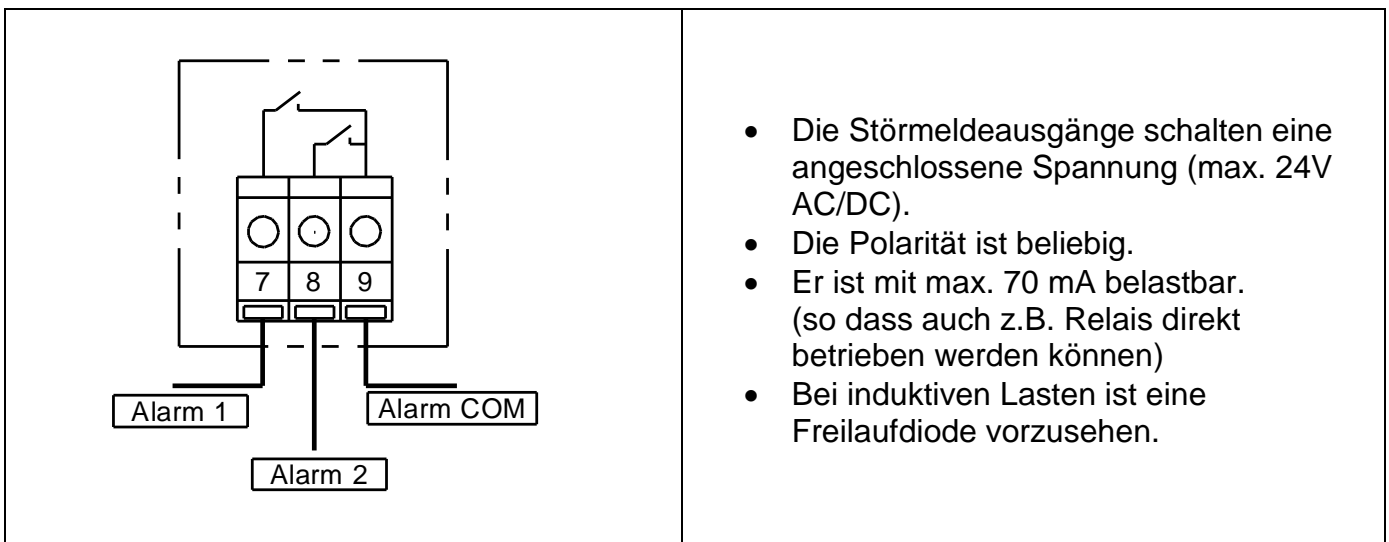 7 8 9
Alarm 1
Alarm COM
Alarm 2
• Die Störmeldeausgänge schalten eine
angeschlossene Spannung (max. 24V
AC/DC).
• Die Polarität ist beliebig.
• Er ist mit max. 70 mA belastbar.
(so dass auch z.B. Relais direkt
betrieben werden können)
• Bei induktiven Lasten ist eine
Freilaufdiode vorzusehen.